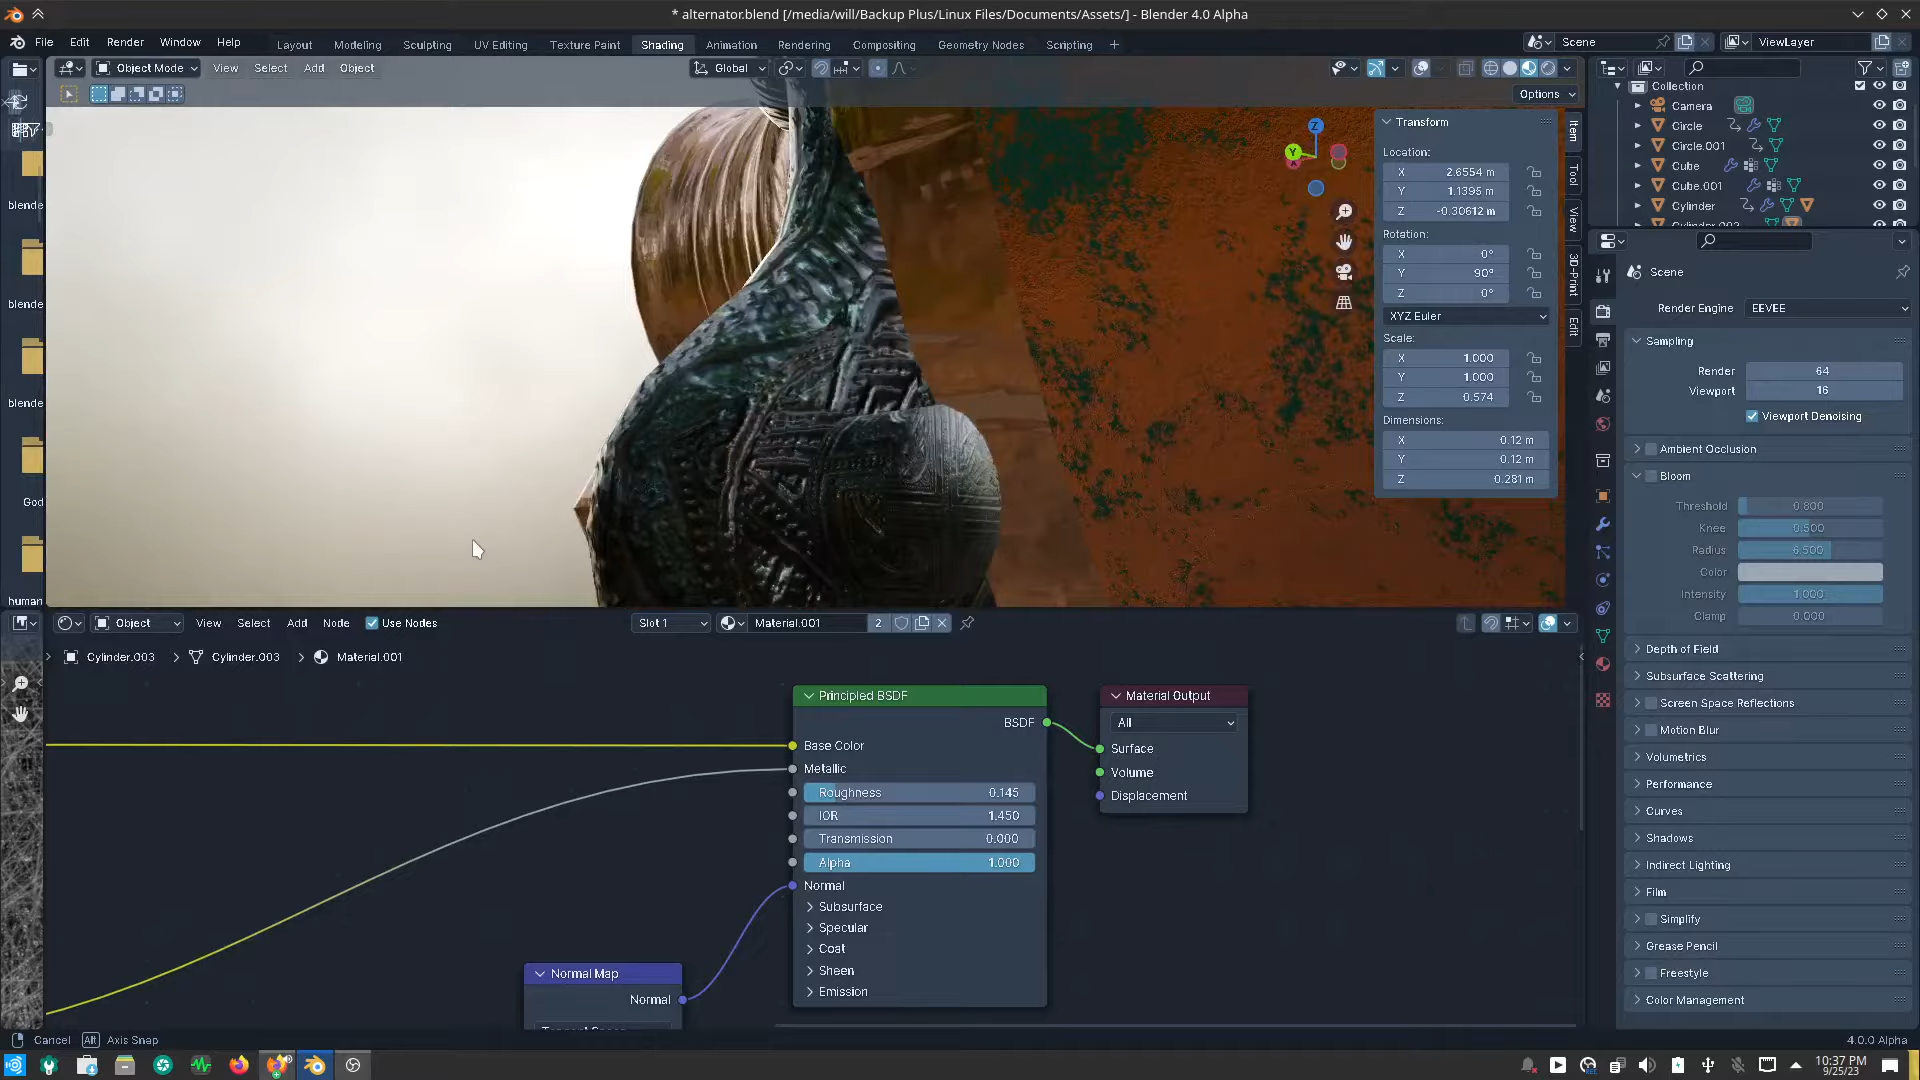 * alternator.blend [/media/will/Backup Plus/Linux Files/Documents/Assets/] - Blender 4.0 Alpha
File Edit Render Window Help Layout Modeling Sculpting UV Editing Texture Paint Shading Animation Rendering Compositing Geometry Nodes Scripting + Scene ViewLayer
Object Mode View Select Add Object Global
Options
Collection
Camera
Circle
Circle.001
Cube
Cube.001
Cylinder
blende
blende
blende
God
human
Transform
Location:
X 2.6554 m
Y 1.1395 m
Z -0.30612 m
Rotation:
X 0°
Y 90°
Z 0°
XYZ Euler
Scale:
X 1.000
Y 1.000
Z 0.574
Dimensions:
X 0.12 m
Y 0.12 m
Z 0.281 m
Item
Tool
View
3D-Print
Edit
Z
Y
Scene
Render Engine EEVEE
Sampling
Render 64
Viewport 16
Viewport Denoising
Ambient Occlusion
Bloom
Threshold 0.800
Knee 0.500
Radius 6.500
Color
Intensity 1.000
Clamp 0.000
Depth of Field
Subsurface Scattering
Screen Space Reflections
Motion Blur
Volumetrics
Performance
Curves
Shadows
Indirect Lighting
Film
Simplify
Grease Pencil
Freestyle
Color Management
Object View Select Add Node Use Nodes Slot 1 Material.001 2
Cylinder.003 Cylinder.003 Material.001
Principled BSDF
BSDF
Base Color
Metallic
Roughness 0.145
IOR 1.450
Transmission 0.000
Alpha 1.000
Normal
Subsurface
Specular
Coat
Sheen
Emission
Material Output
All
Surface
Volume
Displacement
Normal Map
Normal
Cancel Alt Axis Snap 4.0.0 Alpha
10:37 PM
9/25/23